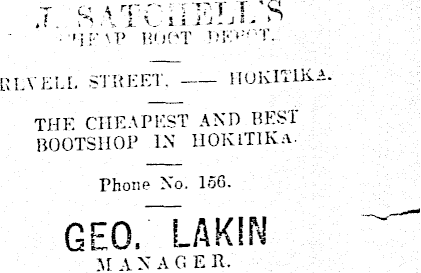 J. SATCHELL'S
CHEAP BOOT DEPOT.
STREET, —— HOKITIKA.
THE CHEAPEST AND BEST
BOOTSHOP IN HOKITIKA.
Phone No. 156.
GEO. LAKIN
MANAGER.